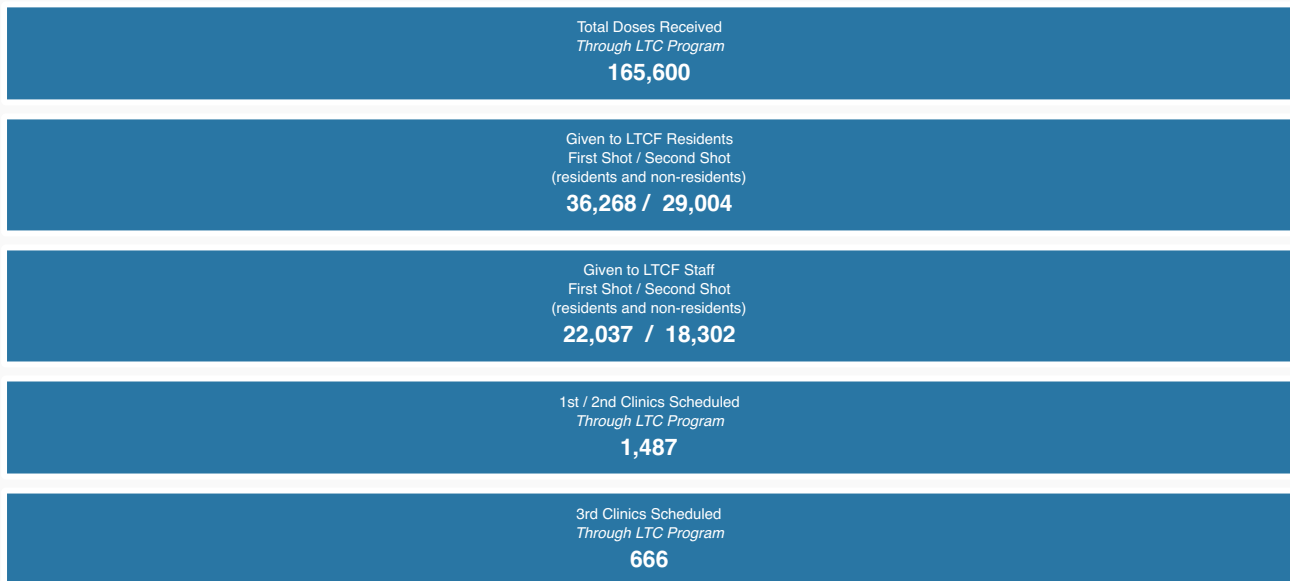 Total Doses Received
Through LTC Program
165,600
Given to LTCF Residents
First Shot / Second Shot
(residents and non-residents)
36,268 / 29,004
Given to LTCF Staff
First Shot / Second Shot
(residents and non-residents)
22,037 / 18,302
1st / 2nd Clinics Scheduled
Through LTC Program
1,487
3rd Clinics Scheduled
Through LTC Program
666